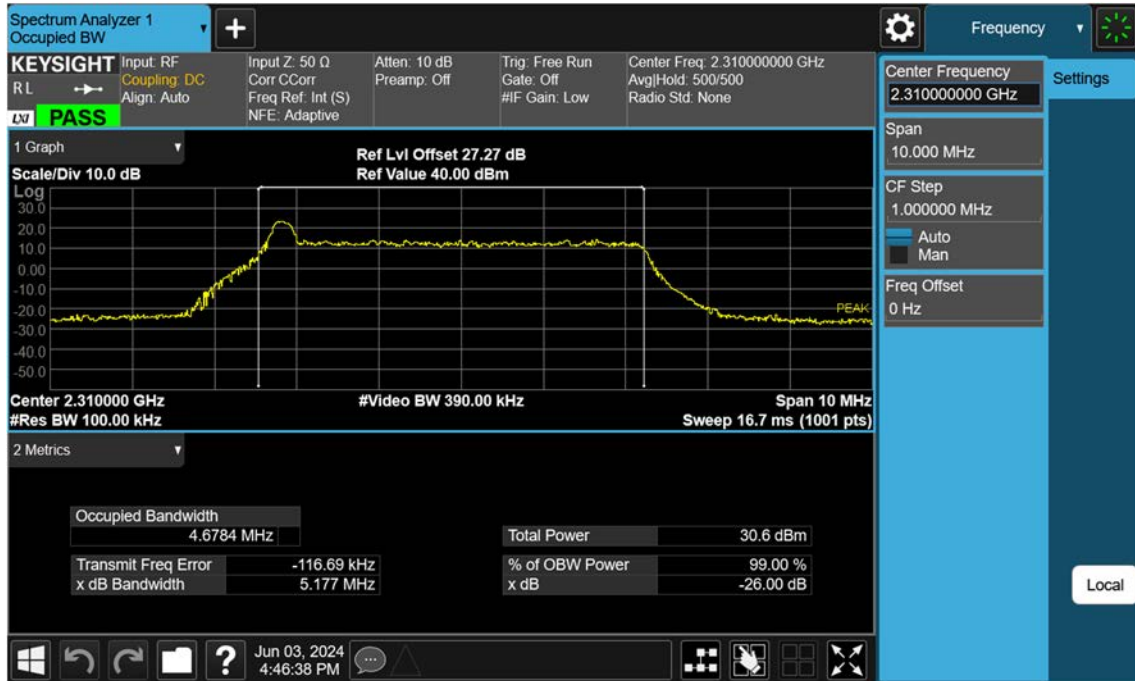 Spectrum Analyzer 1
Occupied BW
+
Frequency
KEYSIGHT
R L
LXI PASS
Input: RF
Coupling: DC
Align: Auto
Input Z: 50 Ω
Corr CCorr
Freq Ref: Int (S)
NFE: Adaptive
Atten: 10 dB
Preamp: Off
Trig: Free Run
Gate: Off
#IF Gain: Low
Center Freq: 2.310000000 GHz
Avg|Hold: 500/500
Radio Std: None
Center Frequency
2.310000000 GHz
Settings
Span
10.000 MHz
CF Step
1.000000 MHz
Auto
Man
Freq Offset
0 Hz
Local
1 Graph
Scale/Div 10.0 dB
Ref Lvl Offset 27.27 dB
Ref Value 40.00 dBm
Log
30.0
20.0
10.0
0.00
-10.0
-20.0
-30.0
-40.0
-50.0
PEAK
Center 2.310000 GHz
#Video BW 390.00 kHz
Span 10 MHz
#Res BW 100.00 kHz
Sweep 16.7 ms (1001 pts)
2 Metrics
Occupied Bandwidth
4.6784 MHz
Total Power 30.6 dBm
Transmit Freq Error -116.69 kHz
% of OBW Power 99.00 %
x dB Bandwidth 5.177 MHz
x dB -26.00 dB
?
Jun 03, 2024
4:46:38 PM